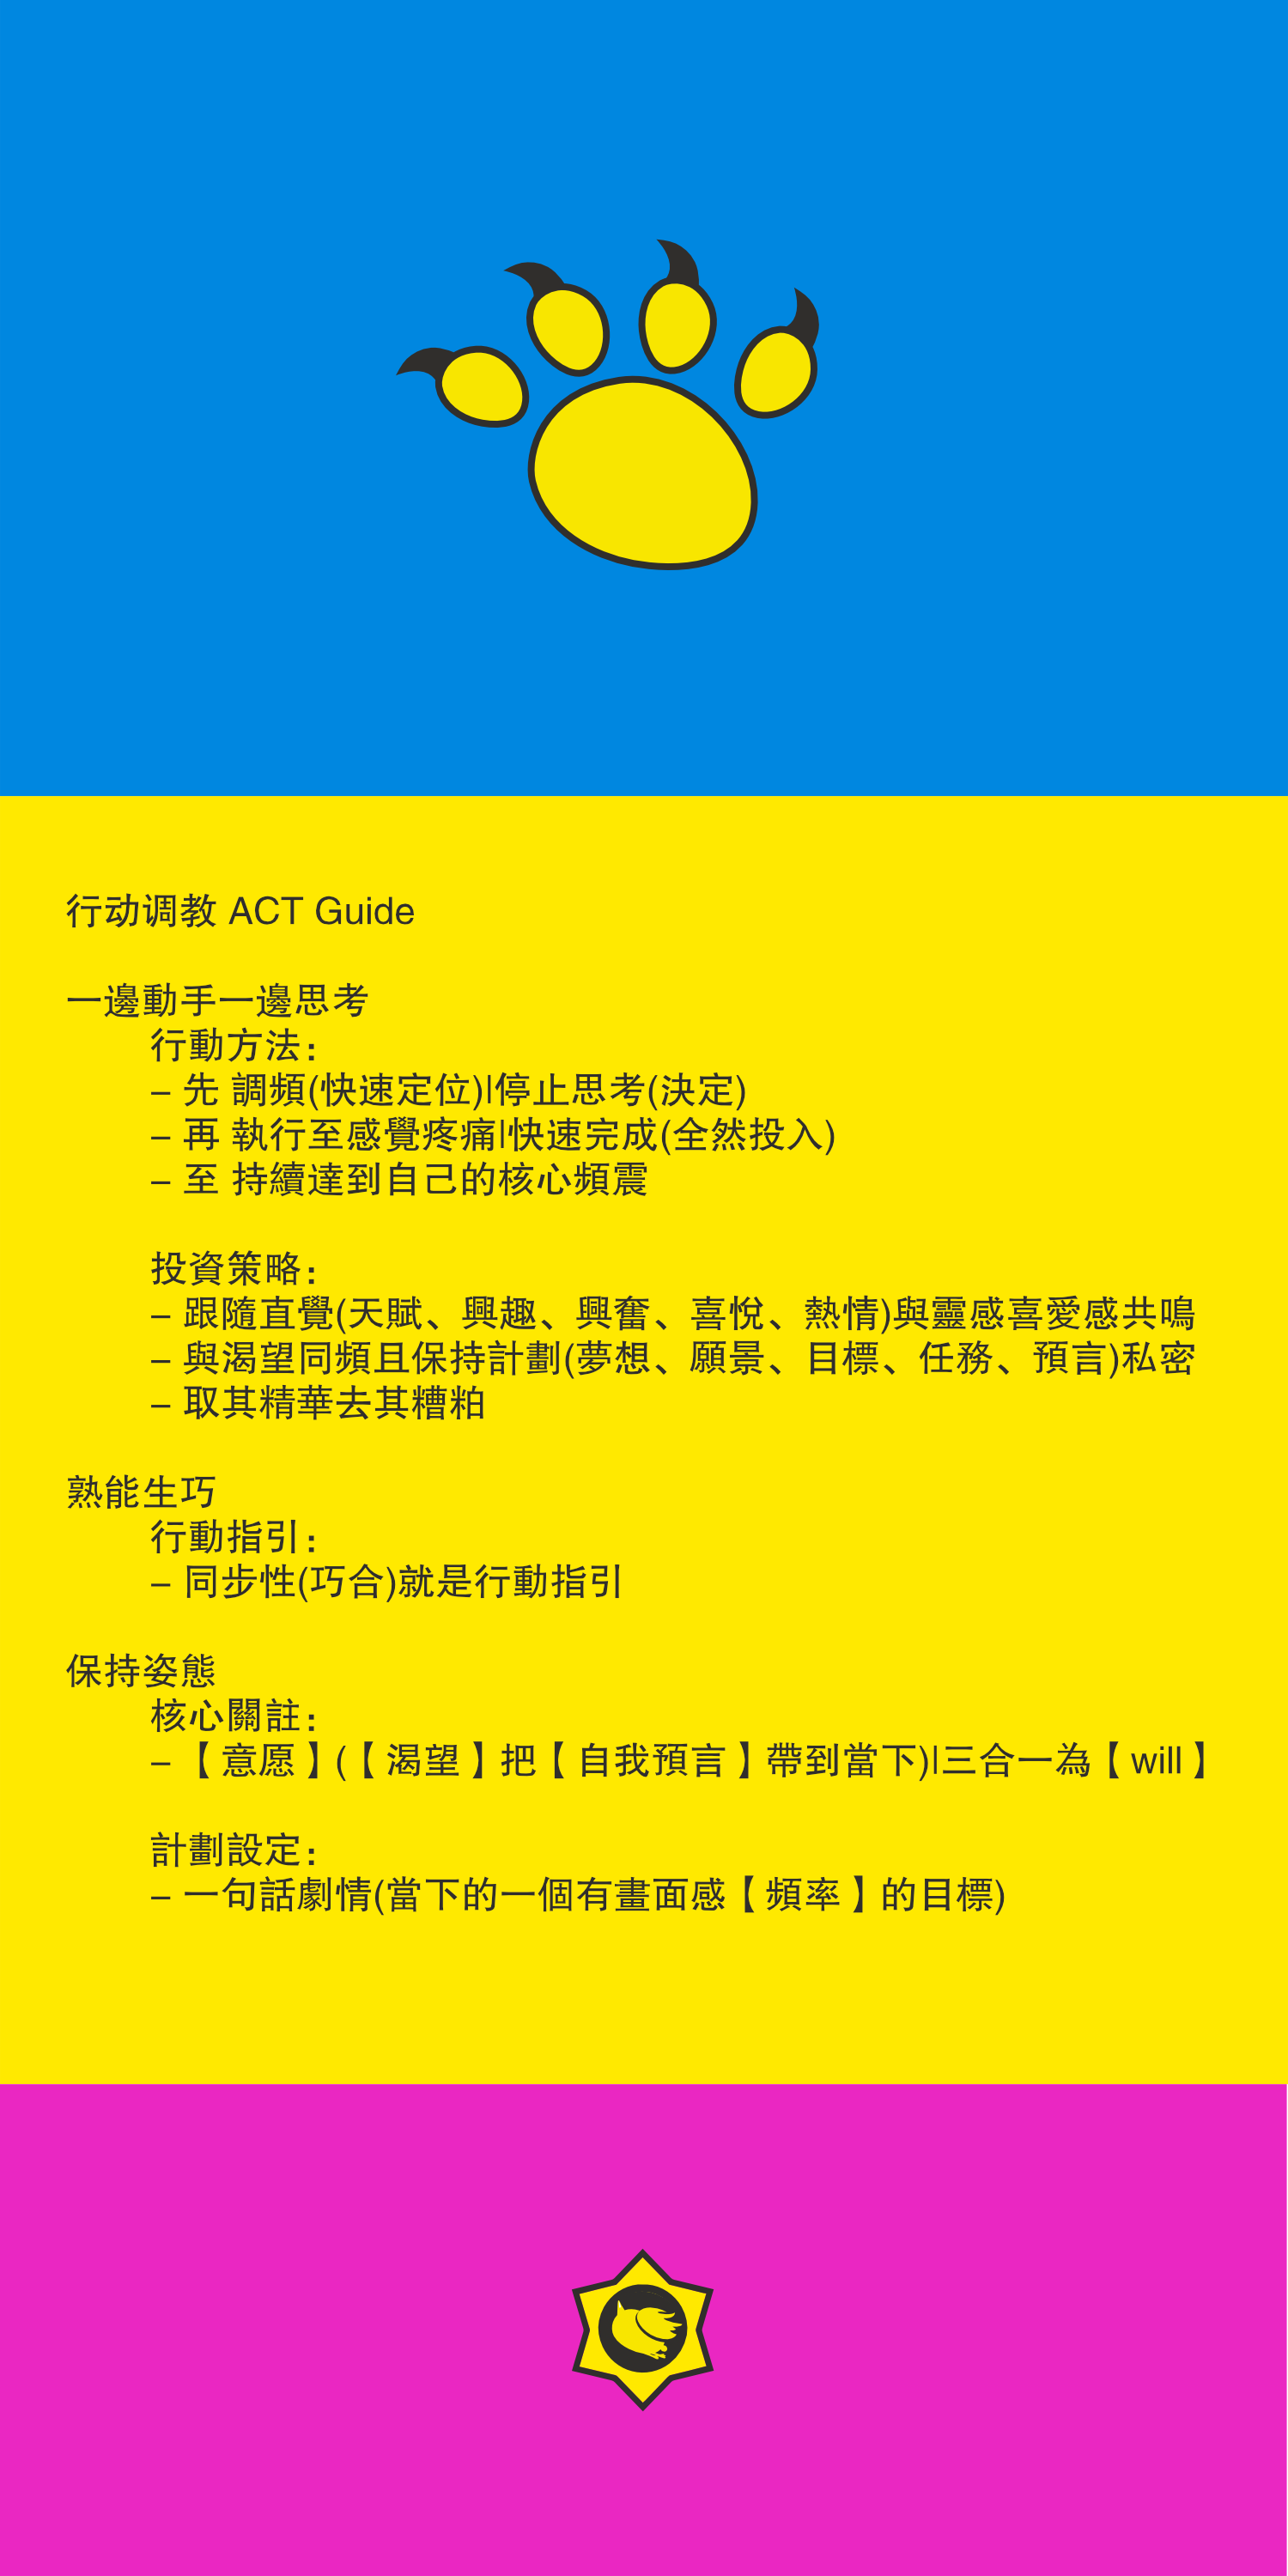 行动调教 ACT Guide
一邊動手一邊思考
行動方法：
– 先 調頻(快速定位)|停止思考(決定)
– 再 執行至感覺疼痛|快速完成(全然投入)
– 至 持續達到自己的核心頻震
投資策略：
– 跟隨直覺(天賦、興趣、興奮、喜悅、熱情)與靈感喜愛感共鳴
– 與渴望同頻且保持計劃(夢想、願景、目標、任務、預言)私密
– 取其精華去其糟粕
熟能生巧
行動指引：
– 同步性(巧合)就是行動指引
保持姿態
核心關註：
– 【意愿】(【渴望】把【自我預言】帶到當下)|三合一為【will】
計劃設定：
– 一句話劇情(當下的一個有畫面感【頻率】的目標)